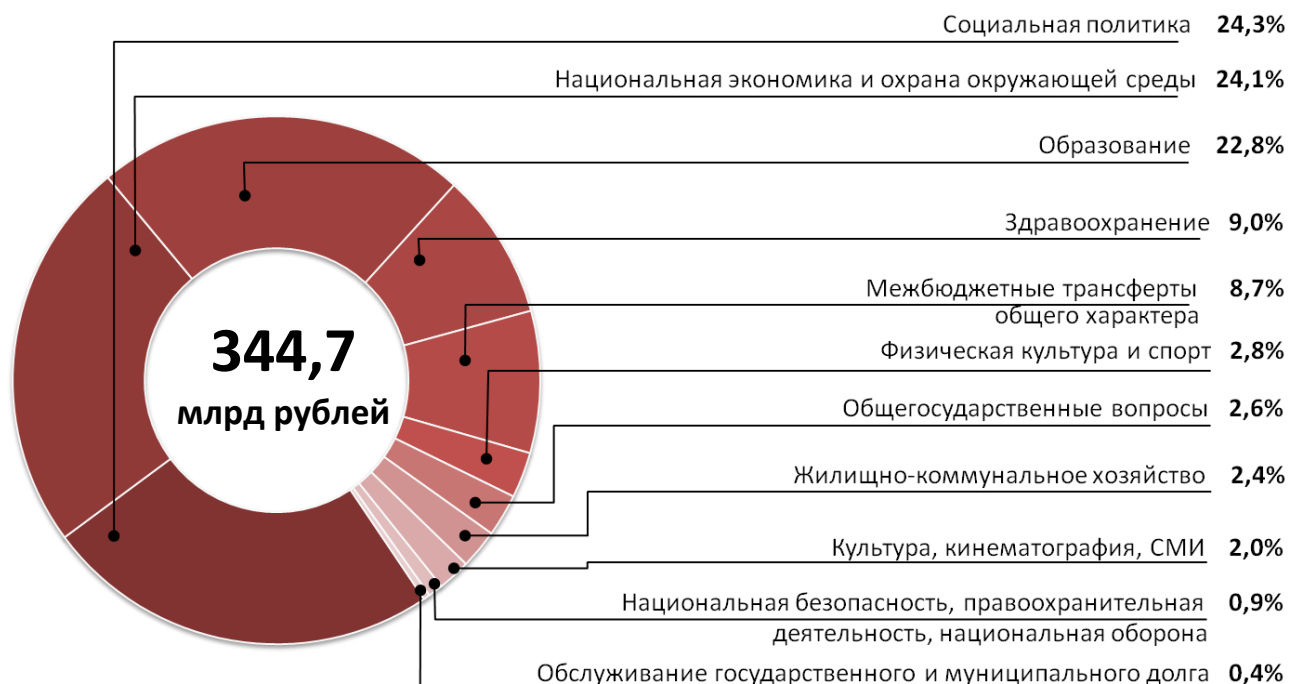 Социальная политика 24,3%
Национальная экономика и охрана окружающей среды 24,1%
Образование 22,8%
Здравоохранение 9,0%
Межбюджетные трансферты 8,7%
общего характера
Физическая культура и спорт 2,8%
Общегосударственные вопросы 2,6%
Жилищно-коммунальное хозяйство 2,4%
Культура, кинематография, СМИ 2,0%
Национальная безопасность, правоохранительная 0,9%
деятельность, национальная оборона
Обслуживание государственного и муниципального долга 0,4%
344,7
млрд рублей